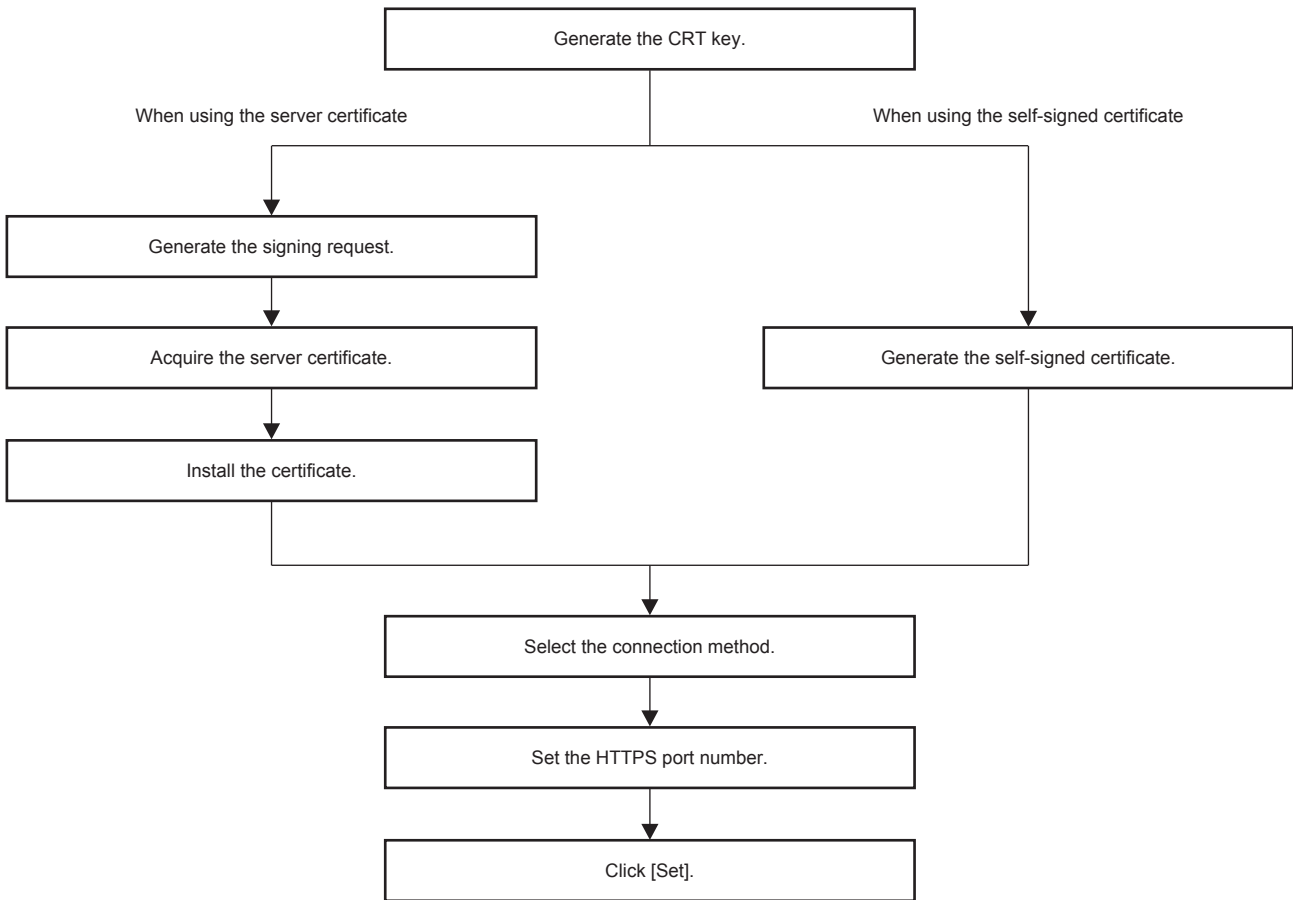 Generate the CRT key.
When using the server certificate
When using the self-signed certificate
Generate the signing request.
Acquire the server certificate.
Generate the self-signed certificate.
Install the certificate.
Select the connection method.
Set the HTTPS port number.
Click [Set].